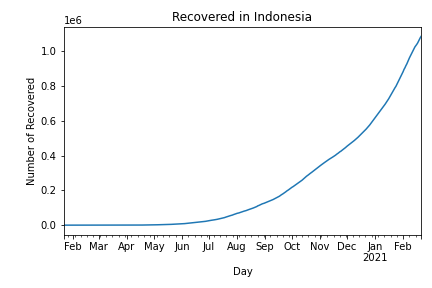 Recovered in Indonesia
1e6
1.0
0.8
0.6
0.4
0.2
0.0
Number of Recovered
Feb Mar Apr May Jun Jul Aug Sep Oct Nov Dec Jan Feb
2021
Day